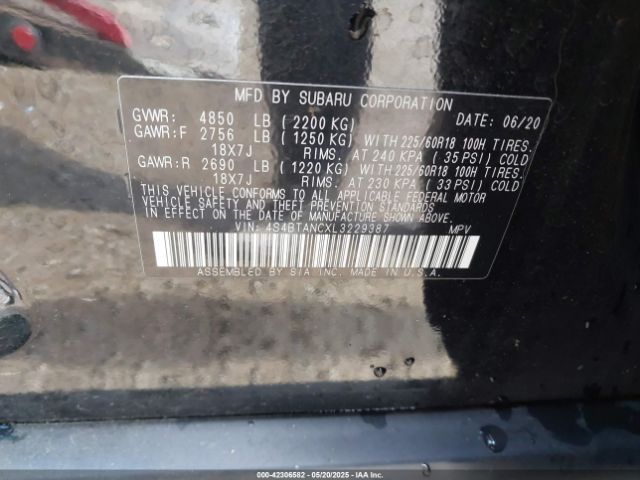 MFD BY SUBARU CORPORATION DATE: 06/20
GVWR: 4850 LB (2200 KG)
GAWR:F 2756 LB (1250 KG) WITH 225/60R18 100H TIRES.
18X7J RIMS. AT 240 KPA (35 PSI) COLD
GAWR:R 2690 LB (1220 KG) WITH 225/60R18 100H TIRES.
18X7J RIMS. AT 230 KPA (33 PSI) COLD
THIS VEHICLE CONFORMS TO ALL APPLICABLE FEDERAL MOTOR
VEHICLE SAFETY AND THEFT PREVENTION STANDARDS IN EFFECT ON THE
DATE OF MANUFACTURE SHOWN ABOVE.
VIN: 4S4BTANCXL3229387 MPV
ASSEMBLED BY SIA INC. MADE IN U.S.A.
000-42306582 — 05/20/2025 — IAAI.COM